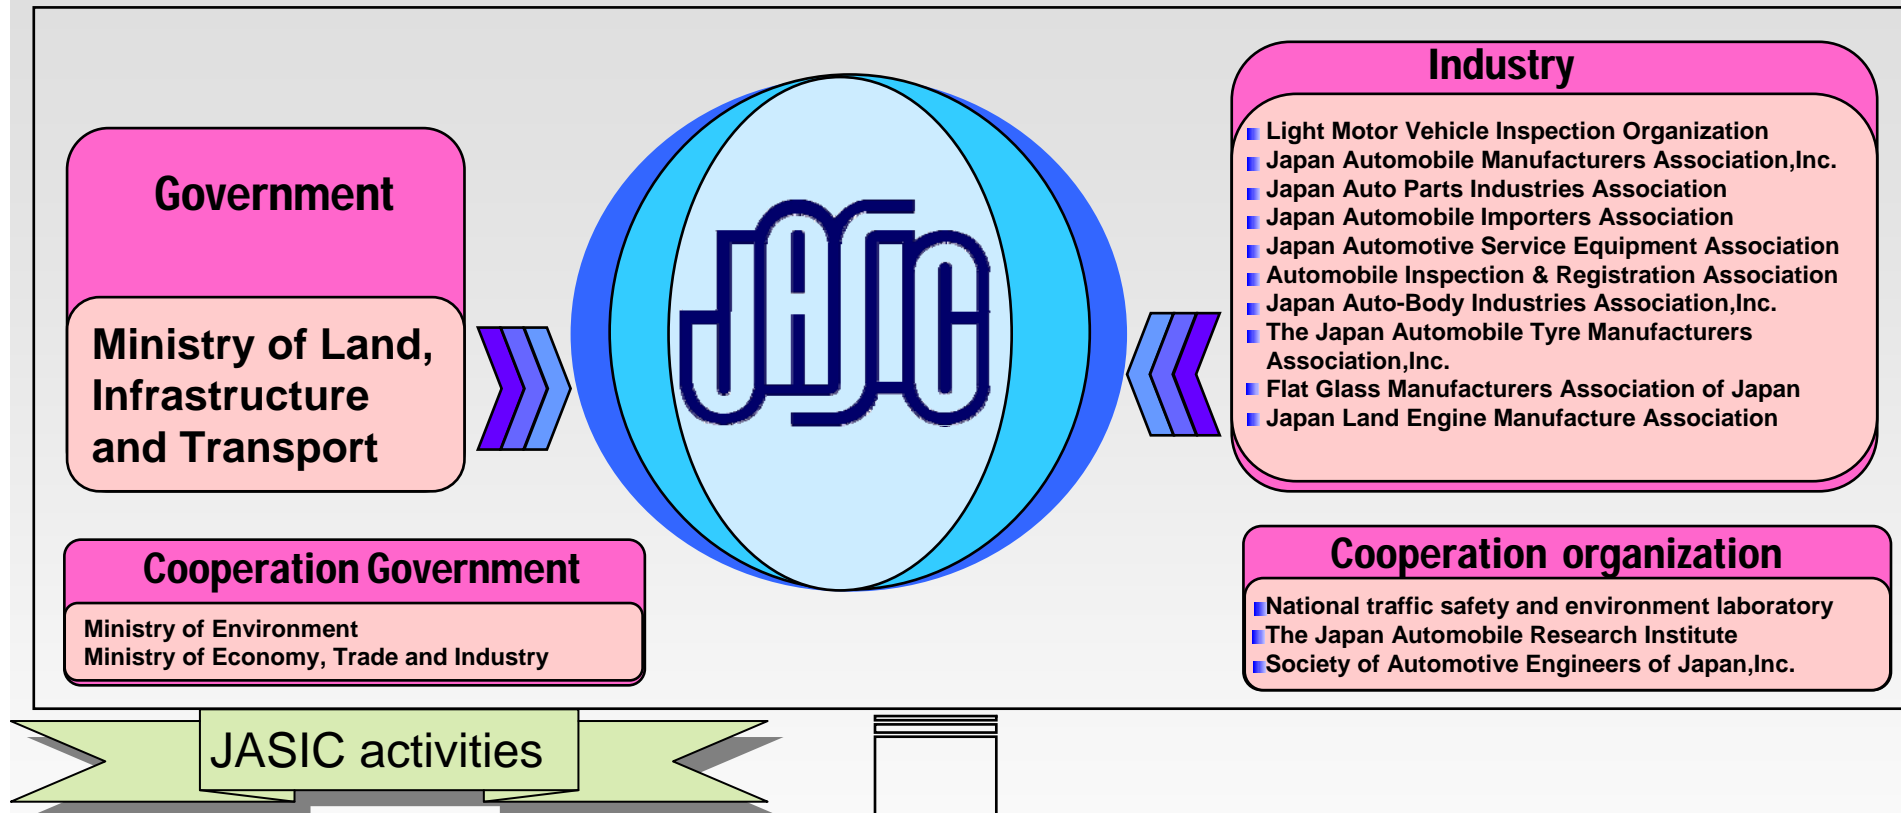 Government
Ministry of Land,
Infrastructure
and Transport
Cooperation Government
Ministry of Environment
Ministry of Economy, Trade and Industry
JASIC
Industry
Light Motor Vehicle Inspection Organization
Japan Automobile Manufacturers Association,Inc.
Japan Auto Parts Industries Association
Japan Automobile Importers Association
Japan Automotive Service Equipment Association
Automobile Inspection & Registration Association
Japan Auto-Body Industries Association,Inc.
The Japan Automobile Tyre Manufacturers
Association,Inc.
Flat Glass Manufacturers Association of Japan
Japan Land Engine Manufacture Association
Cooperation organization
National traffic safety and environment laboratory
The Japan Automobile Research Institute
Society of Automotive Engineers of Japan,Inc.
JASIC activities